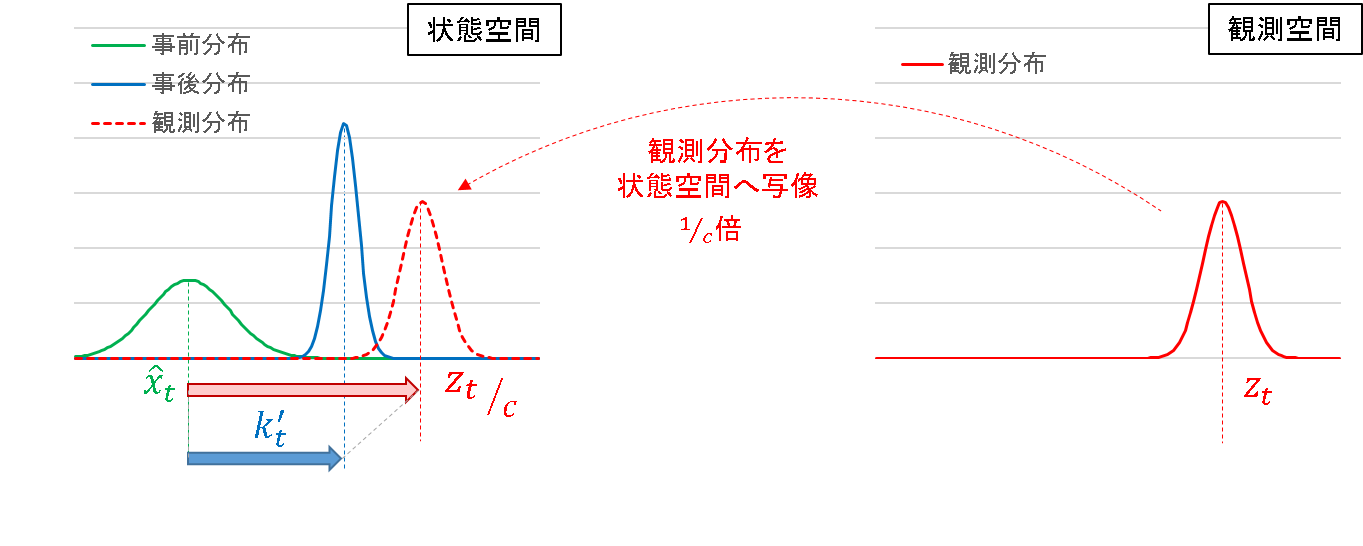 状態空間
事前分布
事後分布
観測分布
観測分布を
状態空間へ写像
1/c倍
観測空間
観測分布
x̂t
zt/c
k′t
zt